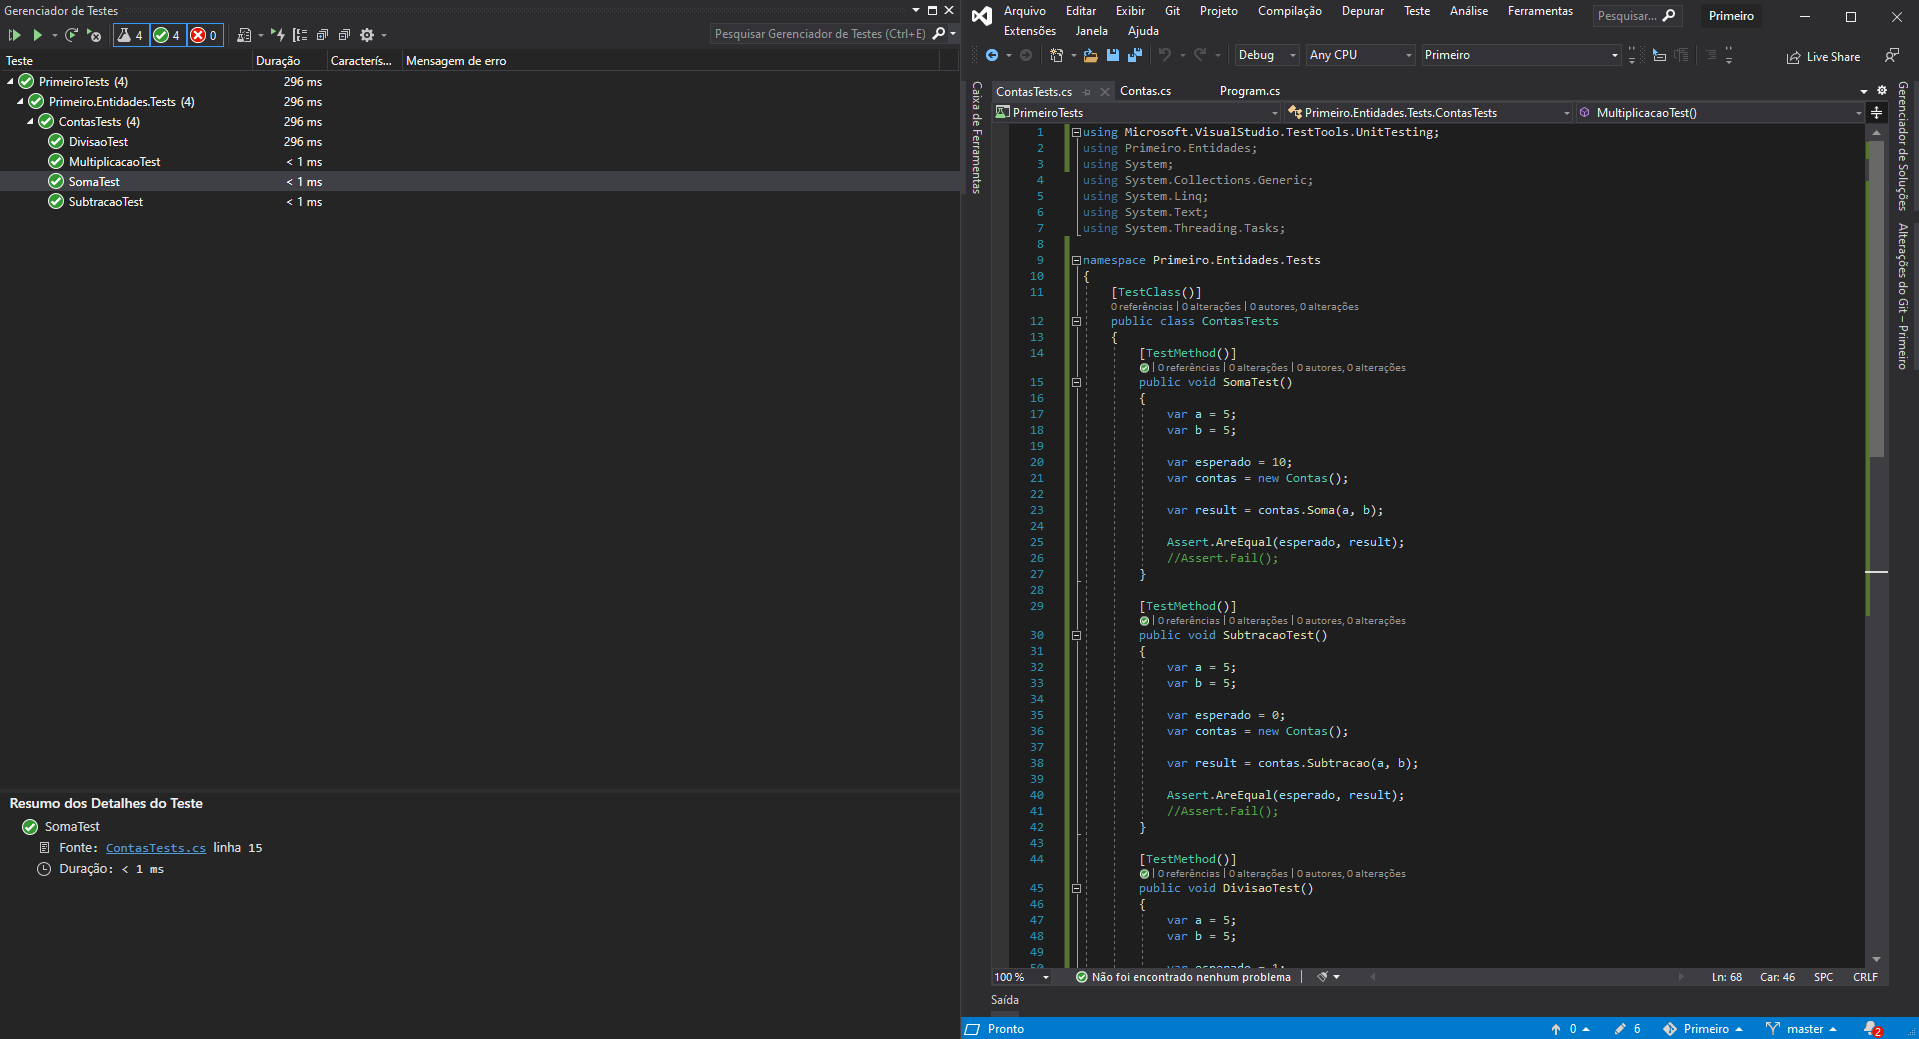 Gerenciador de Testes
4 4 0
Pesquisar Gerenciador de Testes (Ctrl+E)
Teste Duração Caracterís... Mensagem de erro
PrimeiroTests (4) 296 ms
Primeiro.Entidades.Tests (4) 296 ms
ContasTests (4) 296 ms
DivisaoTest 296 ms
MultiplicacaoTest < 1 ms
SomaTest < 1 ms
SubtracaoTest < 1 ms
Resumo dos Detalhes do Teste
SomaTest
Fonte: ContasTests.cs linha 15
Duração: < 1 ms
Arquivo Editar Exibir Git Projeto Compilação Depurar Teste Análise Ferramentas Pesquisar... Primeiro
Extensões Janela Ajuda
Debug Any CPU Primeiro Live Share
Caixa de Ferramentas
ContasTests.cs Contas.cs Program.cs
PrimeiroTests Primeiro.Entidades.Tests.ContasTests MultiplicacaoTest()
1 using Microsoft.VisualStudio.TestTools.UnitTesting;
2 using Primeiro.Entidades;
3 using System;
4 using System.Collections.Generic;
5 using System.Linq;
6 using System.Text;
7 using System.Threading.Tasks;
8
9 namespace Primeiro.Entidades.Tests
10 {
11 [TestClass()]
0 referências | 0 alterações | 0 autores, 0 alterações
12 public class ContasTests
13 {
14 [TestMethod()]
| 0 referências | 0 alterações | 0 autores, 0 alterações
15 public void SomaTest()
16 {
17 var a = 5;
18 var b = 5;
19
20 var esperado = 10;
21 var contas = new Contas();
22
23 var result = contas.Soma(a, b);
24
25 Assert.AreEqual(esperado, result);
26 //Assert.Fail();
27 }
28
29 [TestMethod()]
| 0 referências | 0 alterações | 0 autores, 0 alterações
30 public void SubtracaoTest()
31 {
32 var a = 5;
33 var b = 5;
34
35 var esperado = 0;
36 var contas = new Contas();
37
38 var result = contas.Subtracao(a, b);
39
40 Assert.AreEqual(esperado, result);
41 //Assert.Fail();
42 }
43
44 [TestMethod()]
| 0 referências | 0 alterações | 0 autores, 0 alterações
45 public void DivisaoTest()
46 {
47 var a = 5;
48 var b = 5;
49
50 var esperado = 1;
100 % Não foi encontrado nenhum problema Ln: 68 Car: 46 SPC CRLF
Saída
Pronto 0 6 Primeiro master 2
Gerenciador de Soluções
Alterações do Git – Primeiro